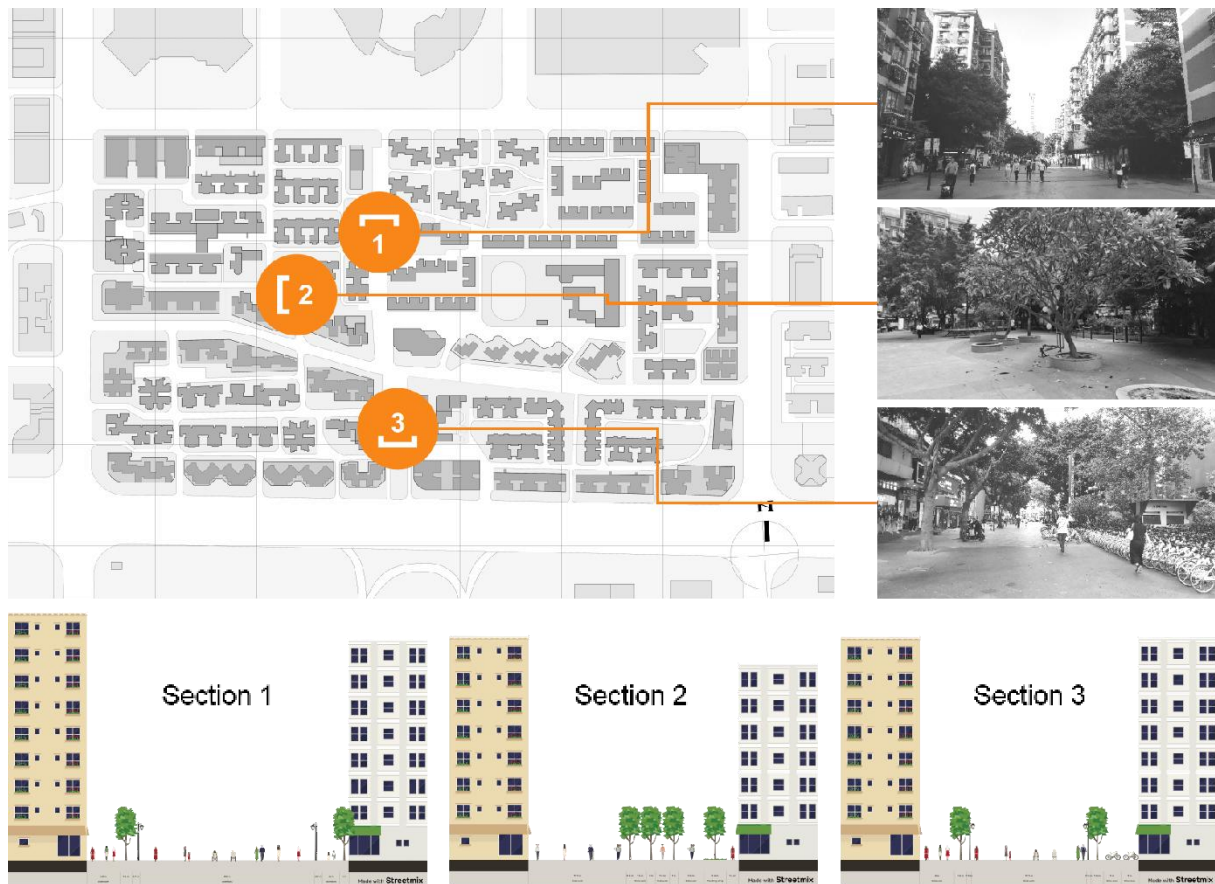 1
2
3
N
Section 1
Section 2
Section 3
Made with Streetmix
Made with Streetmix
Made with Streetmix